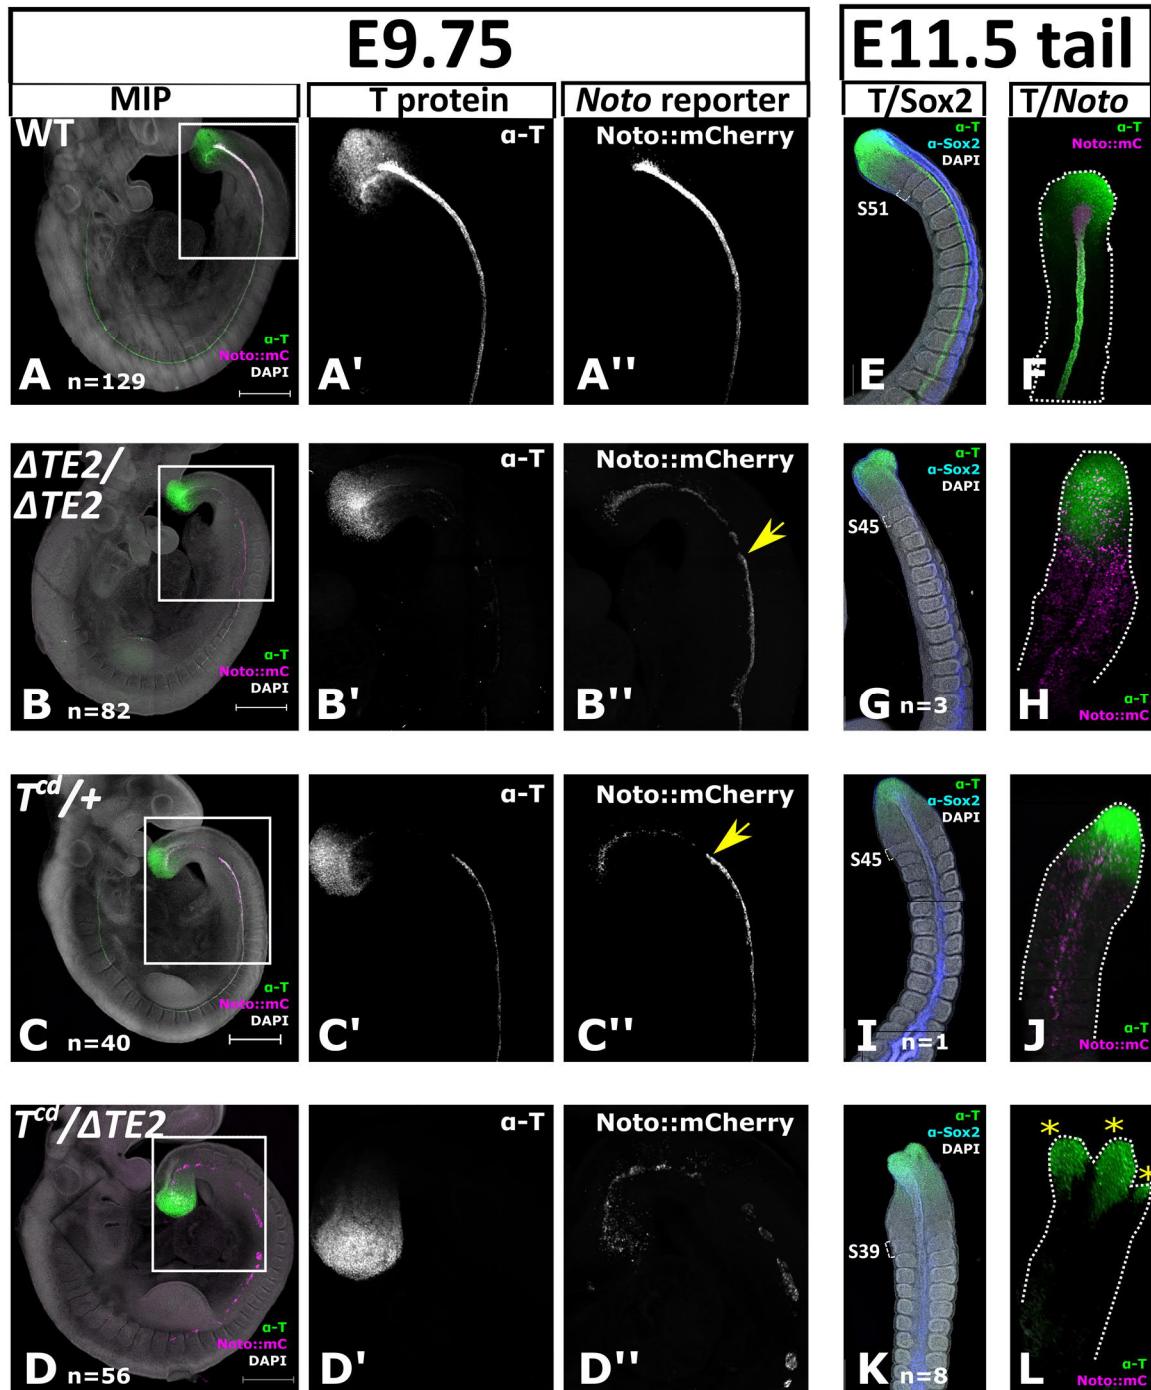 E9.75
E11.5 tail
MIP
T protein
Noto reporter
T/Sox2
T/Noto
WT
α-T
Noto::mC
DAPI
A n=129
α-T
A'
Noto::mCherry
A''
α-T
α-Sox2
DAPI
S51
E
α-T
Noto::mC
F
ΔTE2/
ΔTE2
α-T
Noto::mC
DAPI
B n=82
α-T
B'
Noto::mCherry
B''
α-T
α-Sox2
DAPI
S45
G n=3
H
α-T
Noto::mC
Tcd/+
α-T
Noto::mC
DAPI
C n=40
α-T
C'
Noto::mCherry
C''
α-T
α-Sox2
DAPI
S45
I n=1
J
α-T
Noto::mC
Tcd/ΔTE2
α-T
Noto::mC
DAPI
D n=56
α-T
D'
Noto::mCherry
D''
α-T
α-Sox2
DAPI
S39
K n=8
* * *
L
α-T
Noto::mC